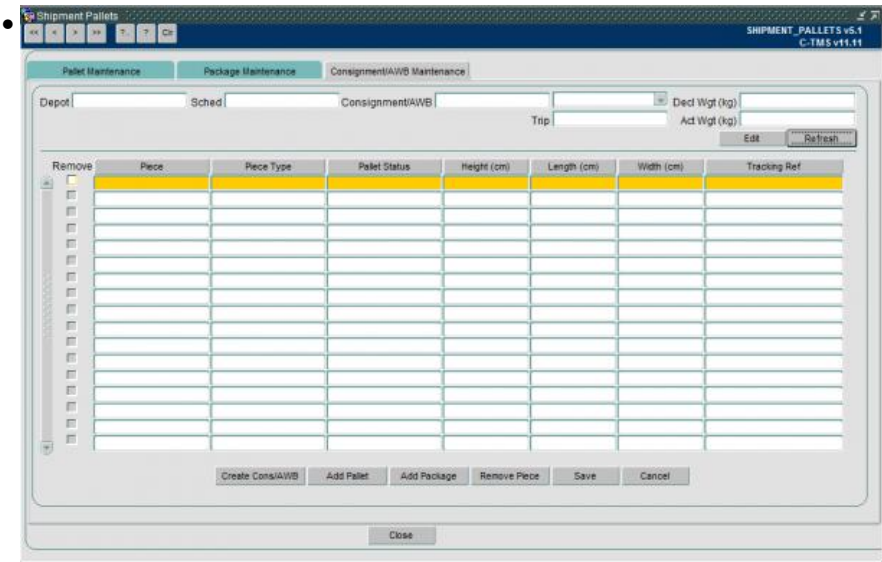 Shipment Pallets
<< < > >> ?.. ? Clr
SHIPMENT_PALLETS v5.1
C-TMS v11.11
Pallet Maintenance Package Maintenance Consignment/AWB Maintenance
Depot Sched Consignment/AWB Decl Wgt (kg)
Trip Act Wgt (kg)
Edit Refresh
Remove Piece Piece Type Pallet Status Height (cm) Length (cm) Width (cm) Tracking Ref
Create Cons/AWB Add Pallet Add Package Remove Piece Save Cancel
Close